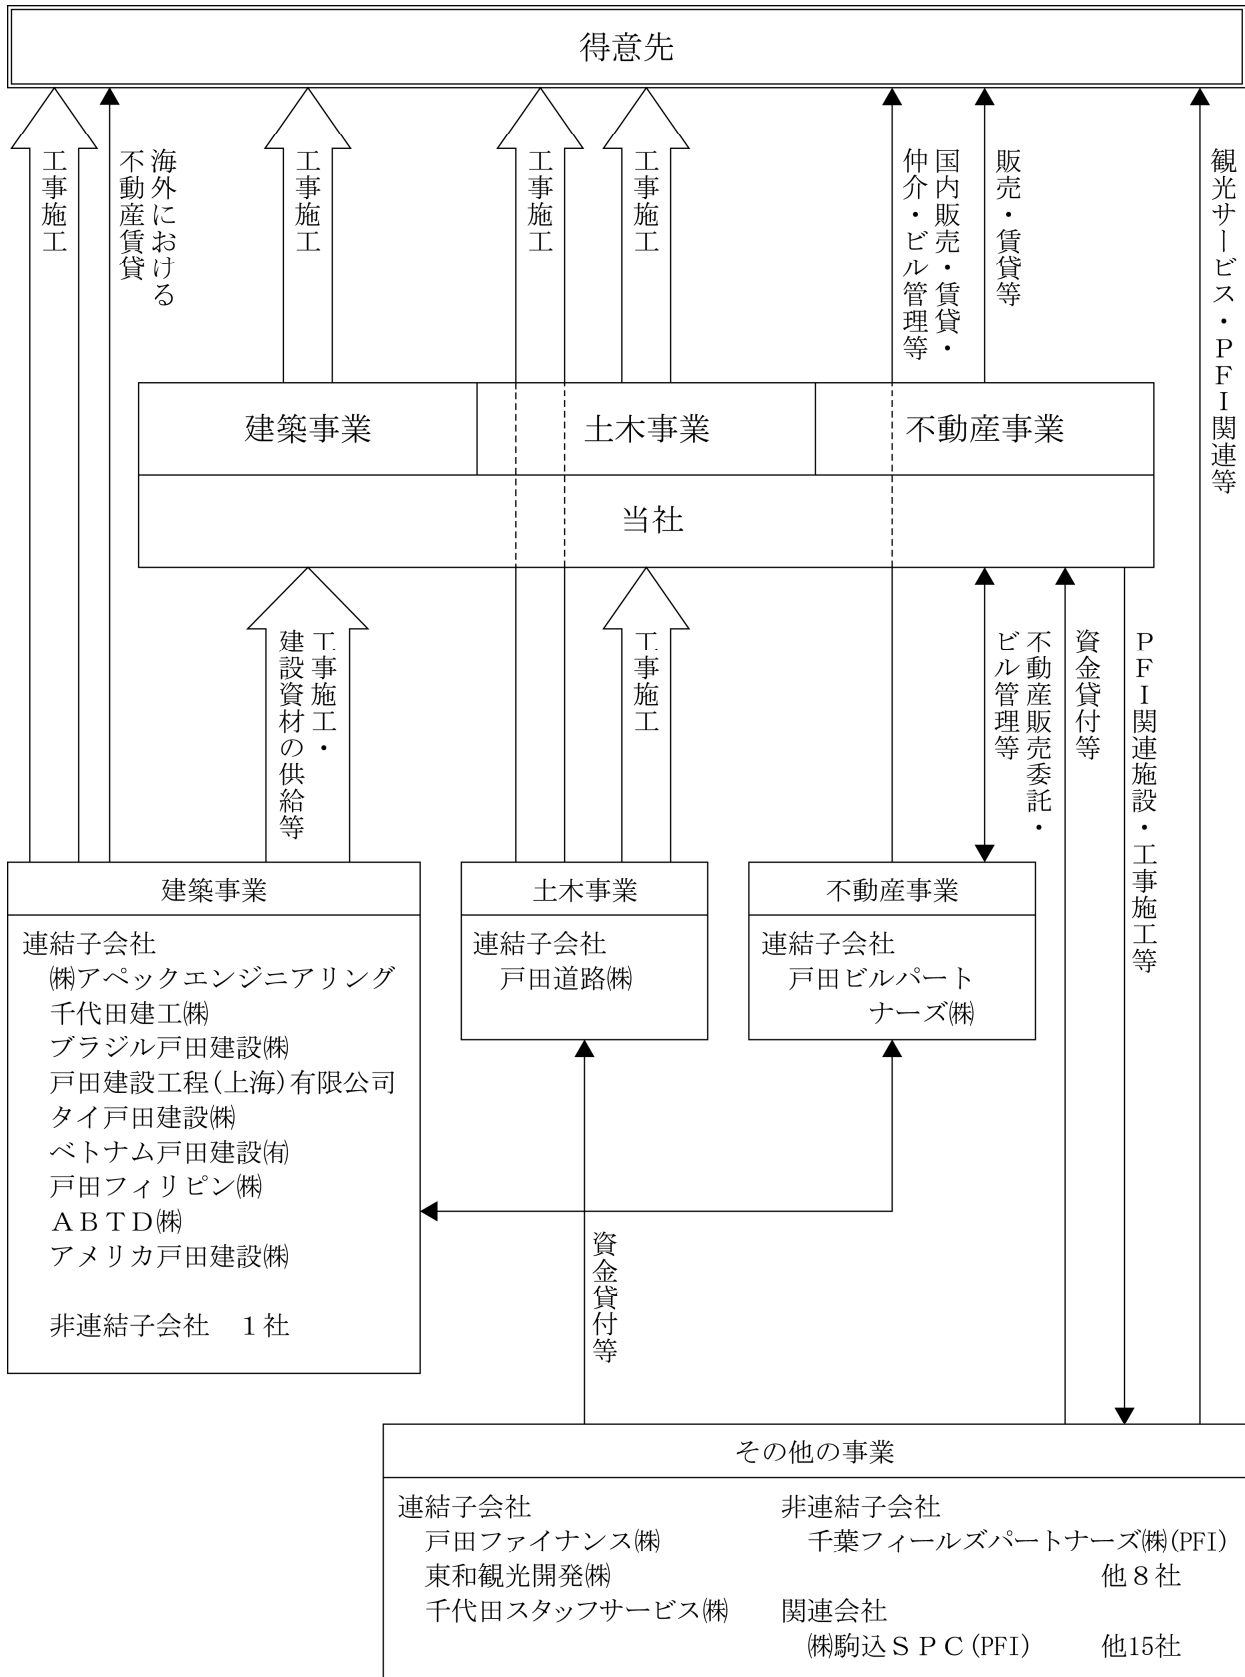 得意先
工事施工
海外における
不動産賃貸
工事施工
工事施工
工事施工
国内販売・賃貸・
仲介・ビル管理等
販売・賃貸等
観光サービス・ＰＦＩ関連等
建築事業
土木事業
不動産事業
当社
工事施工・
建設資材の供給等
工事施工
不動産販売委託・
ビル管理等
資金貸付等
ＰＦＩ関連施設・工事施工等
建築事業
連結子会社
㈱アペックエンジニアリング
千代田建工㈱
ブラジル戸田建設㈱
戸田建設工程(上海)有限公司
タイ戸田建設㈱
ベトナム戸田建設㈲
戸田フィリピン㈱
ＡＢＴＤ㈱
アメリカ戸田建設㈱
非連結子会社　１社
土木事業
連結子会社
戸田道路㈱
不動産事業
連結子会社
戸田ビルパート
ナーズ㈱
資金貸付等
その他の事業
連結子会社
戸田ファイナンス㈱
東和観光開発㈱
千代田スタッフサービス㈱
非連結子会社
千葉フィールズパートナーズ㈱(PFI)
他８社
関連会社
㈱駒込ＳＰＣ(PFI)　他15社